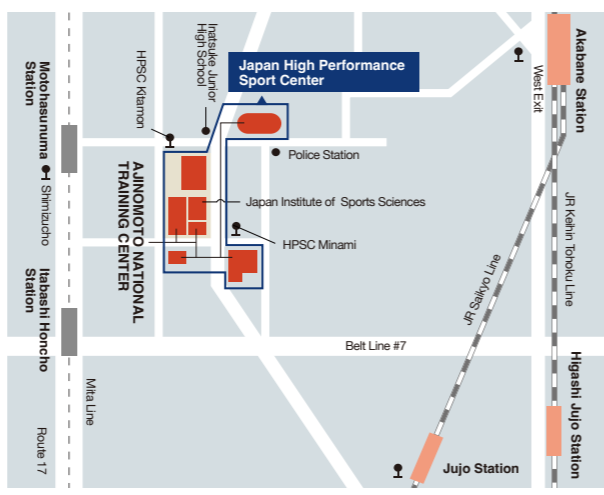 Akabane Station
West Exit
Inatsuke Junior
High School
HPSC Kitamon
Japan High Performance
Sport Center
Motohasunuma
Station
Shimizucho
Police Station
AJINOMOTO NATIONAL
TRAINING CENTER
Japan Institute of Sports Sciences
HPSC Minami
JR Saikyo Line
JR Keihin Tohoku Line
Itabashi Honcho
Station
Belt Line #7
Mita Line
Route 17
Higashi Jujo Station
Jujo Station